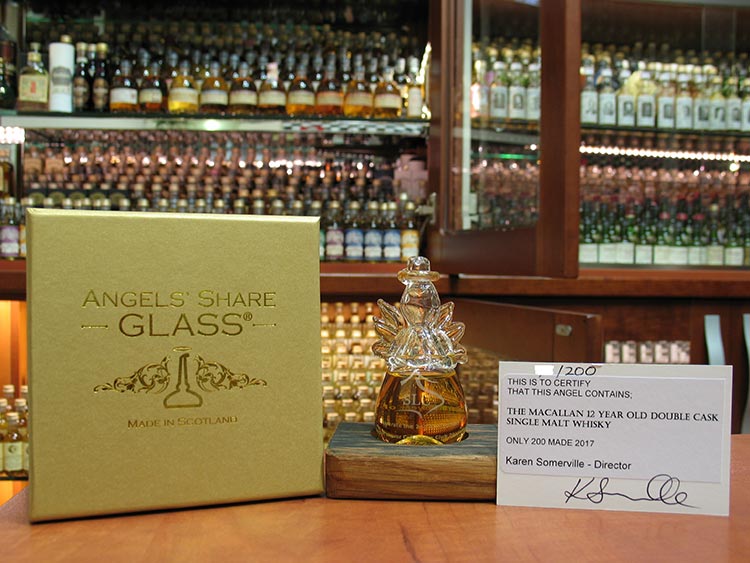 ANGELS' SHARE
GLASS®
MADE IN SCOTLAND
/200
THIS IS TO CERTIFY
THAT THIS ANGEL CONTAINS;
THE MACALLAN 12 YEAR OLD DOUBLE CASK
SINGLE MALT WHISKY
ONLY 200 MADE 2017
Karen Somerville - Director